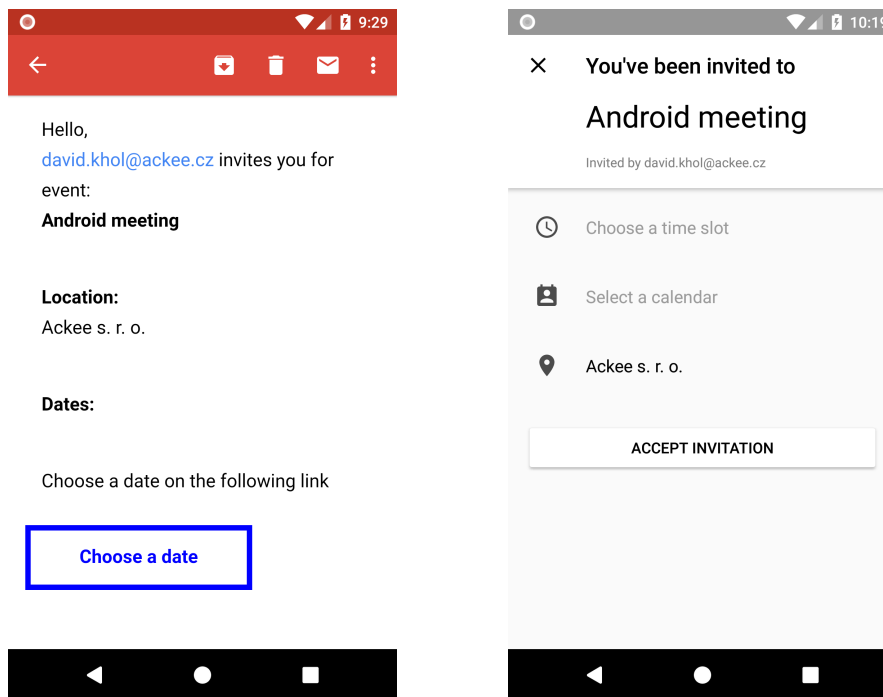 9:29
Hello,
david.khol@ackee.cz invites you for
event:
Android meeting
Location:
Ackee s. r. o.
Dates:
Choose a date on the following link
Choose a date
10:19
You've been invited to
Android meeting
Invited by david.khol@ackee.cz
Choose a time slot
Select a calendar
Ackee s. r. o.
ACCEPT INVITATION